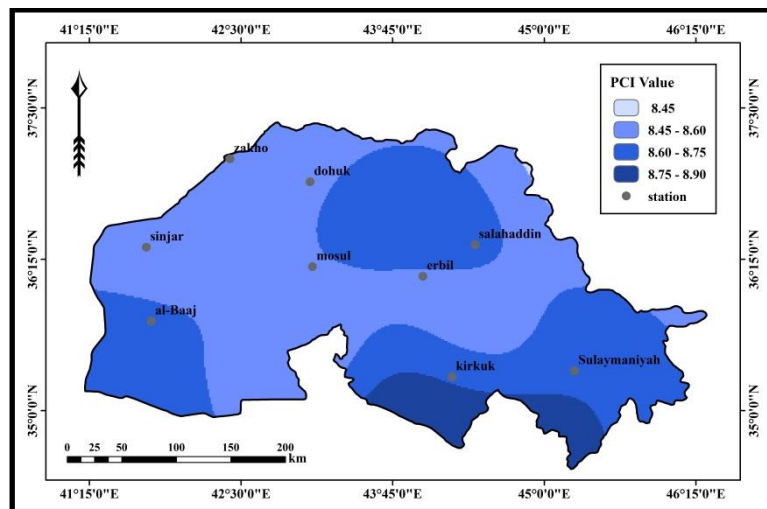 41°15'0"E 42°30'0"E 43°45'0"E 45°0'0"E 46°15'0"E
37°30'0"N
37°30'0"N
PCI Value
8.45
8.45 - 8.60
8.60 - 8.75
8.75 - 8.90
station
zakho
dohuk
sinjar
salahaddin
mosul
erbil
36°15'0"N
36°15'0"N
al-Baaj
kirkuk
Sulaymaniyah
35°0'0"N
35°0'0"N
0 25 50 100 150 200
km
41°15'0"E 42°30'0"E 43°45'0"E 45°0'0"E 46°15'0"E